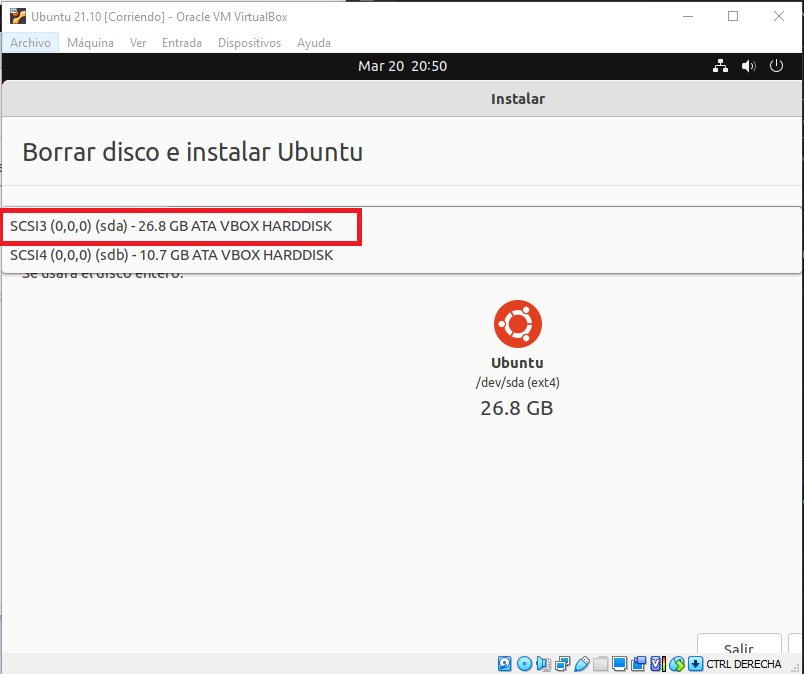 Ubuntu 21.10 [Corriendo] - Oracle VM VirtualBox
Archivo Máquina Ver Entrada Dispositivos Ayuda
Mar 20 20:50
Instalar
Borrar disco e instalar Ubuntu
SCSI3 (0,0,0) (sda) - 26.8 GB ATA VBOX HARDDISK
SCSI4 (0,0,0) (sdb) - 10.7 GB ATA VBOX HARDDISK
Se usará el disco entero:
Ubuntu
/dev/sda (ext4)
26.8 GB
Salir
CTRL DERECHA